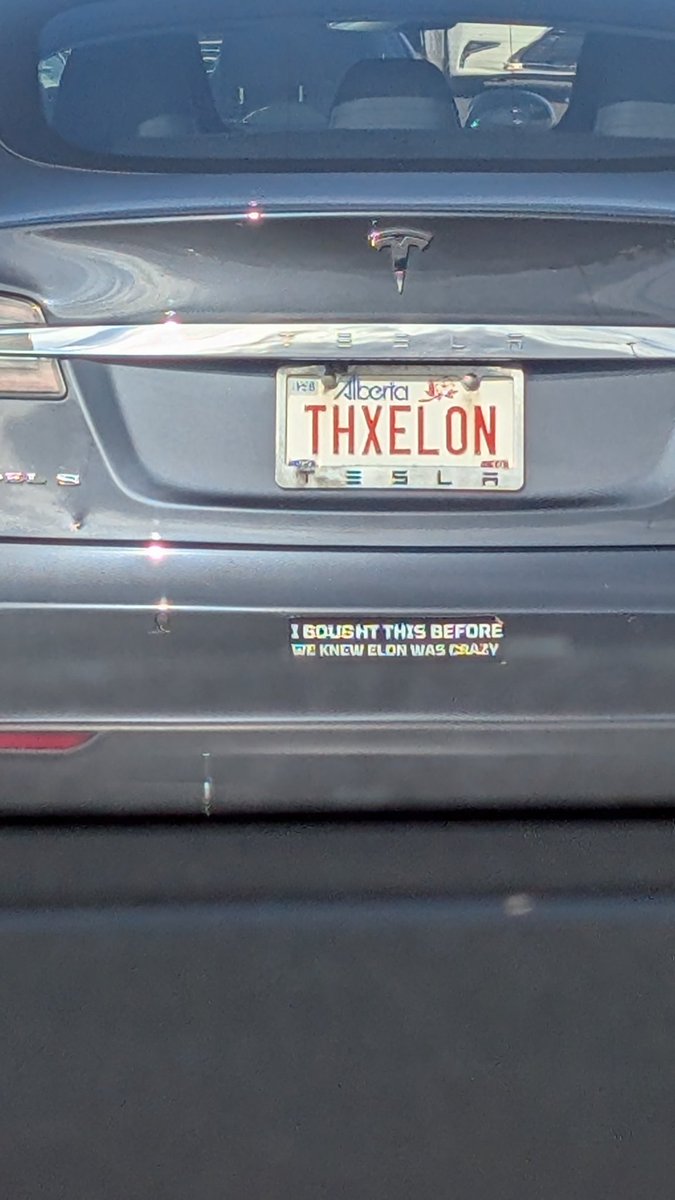 TESLA
Alberta
THXELON
TESLA
I BOUGHT THIS BEFORE
WE KNEW ELON WAS CRAZY